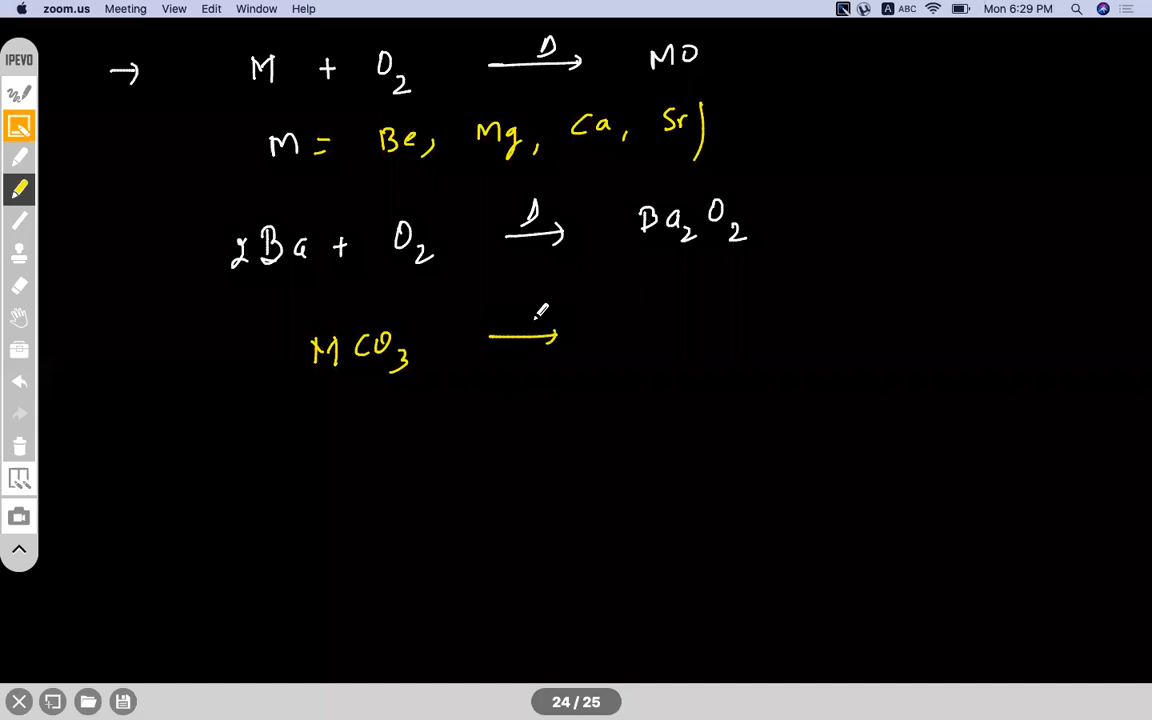 zoom.us Meeting View Edit Window Help A ABC Mon 6:29 PM
IPEVO
→ M + O₂ —Δ→ MO
M = Be, Mg, Ca, Sr)
2Ba + O₂ —Δ→ Ba₂O₂
MCO₃ →
24 / 25